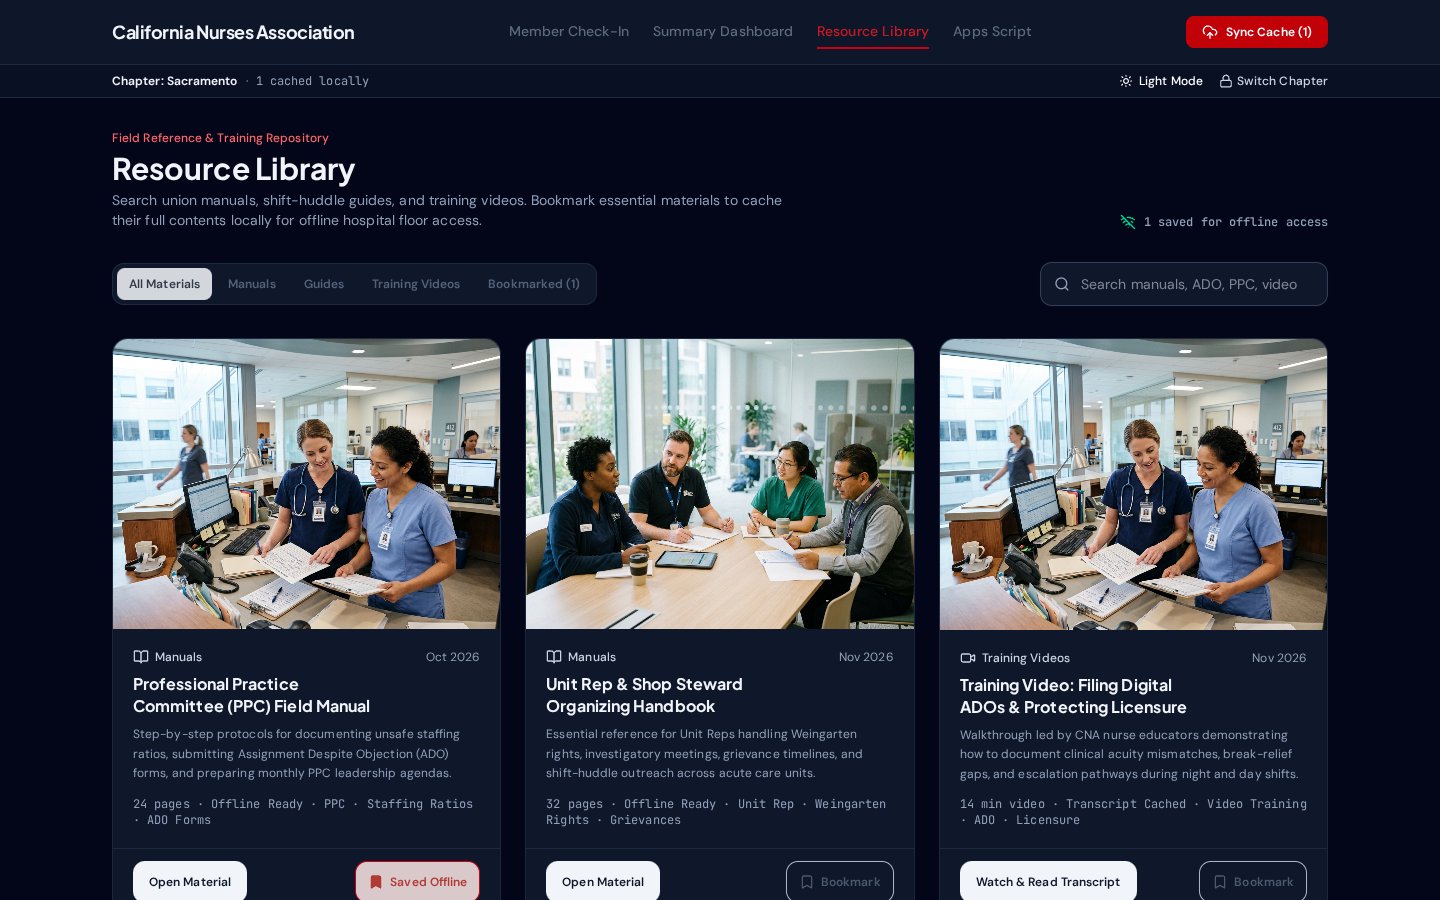 California Nurses Association
Member Check-In
Summary Dashboard
Resource Library
Apps Script
Sync Cache (1)
Chapter: Sacramento · 1 cached locally
Light Mode
Switch Chapter
Field Reference & Training Repository
Resource Library
Search union manuals, shift-huddle guides, and training videos. Bookmark essential materials to cache
their full contents locally for offline hospital floor access.
1 saved for offline access
All Materials
Manuals
Guides
Training Videos
Bookmarked (1)
Search manuals, ADO, PPC, video
412
412
Manuals
Oct 2026
Professional Practice
Committee (PPC) Field Manual
Step-by-step protocols for documenting unsafe staffing
ratios, submitting Assignment Despite Objection (ADO)
forms, and preparing monthly PPC leadership agendas.
24 pages · Offline Ready · PPC · Staffing Ratios
· ADO Forms
Open Material
Saved Offline
Manuals
Nov 2026
Unit Rep & Shop Steward
Organizing Handbook
Essential reference for Unit Reps handling Weingarten
rights, investigatory meetings, grievance timelines, and
shift-huddle outreach across acute care units.
32 pages · Offline Ready · Unit Rep · Weingarten
Rights · Grievances
Open Material
Bookmark
Training Videos
Nov 2026
Training Video: Filing Digital
ADOs & Protecting Licensure
Walkthrough led by CNA nurse educators demonstrating
how to document clinical acuity mismatches, break-relief
gaps, and escalation pathways during night and day shifts.
14 min video · Transcript Cached · Video Training
· ADO · Licensure
Watch & Read Transcript
Bookmark